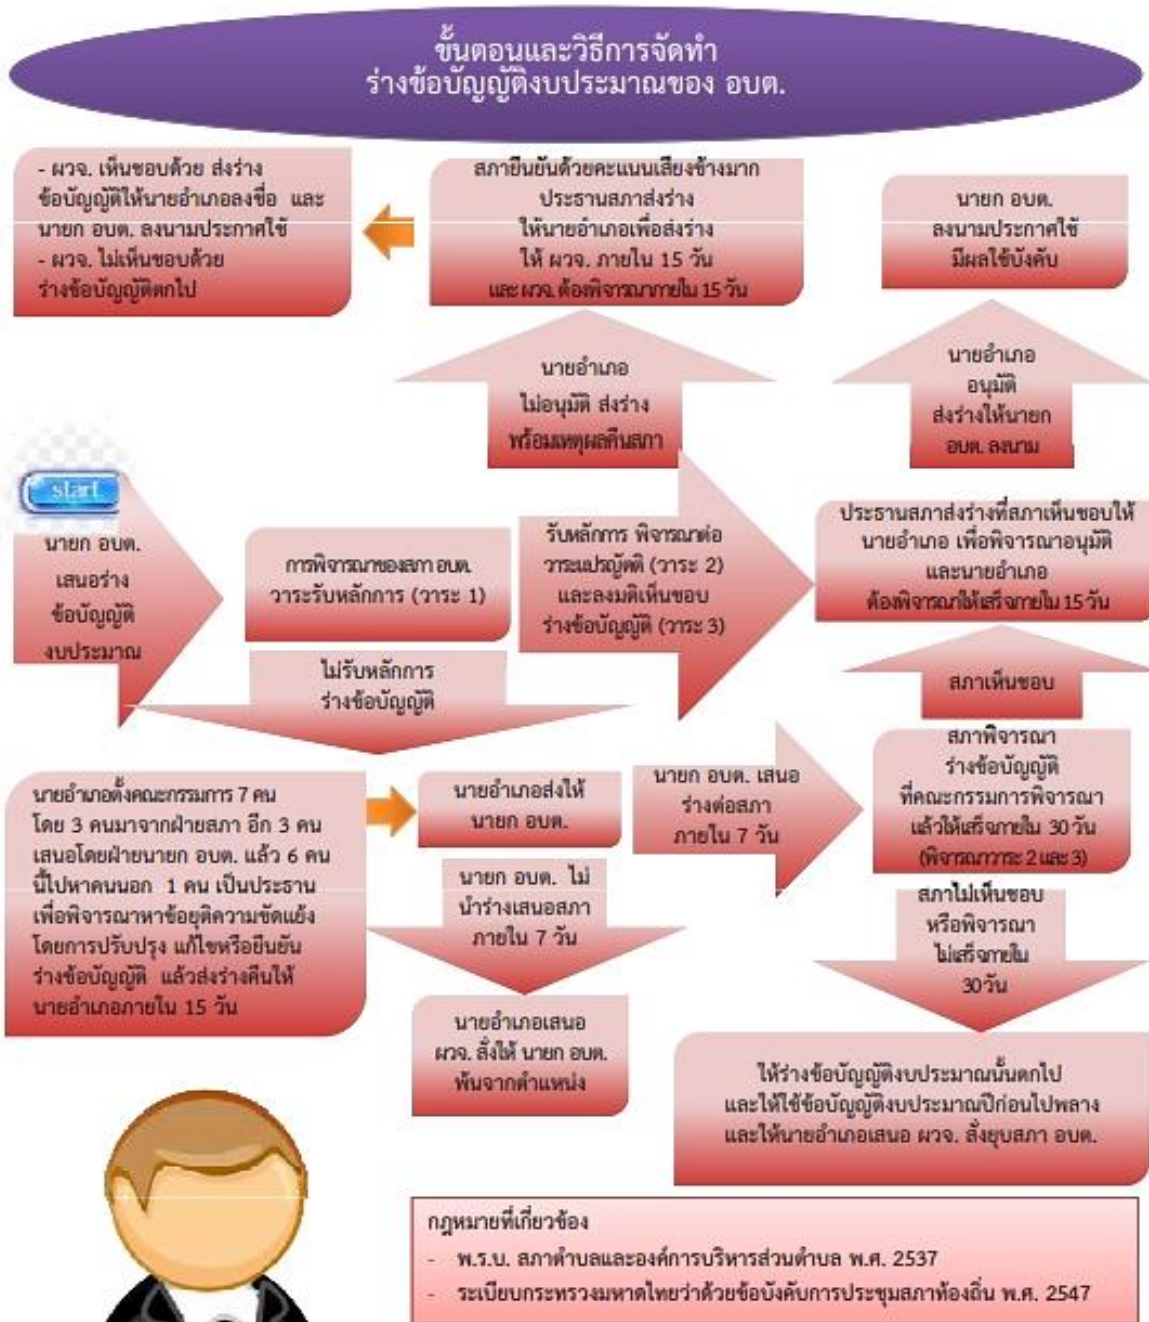 ขั้นตอนและวิธีการจัดทำ
ร่างข้อบัญญัติงบประมาณของ อบต.
- ผวจ. เห็นชอบด้วย ส่งร่าง
ข้อบัญญัติให้นายอำเภอลงชื่อ และ
นายก อบต. ลงนามประกาศใช้
- ผวจ. ไม่เห็นชอบด้วย
ร่างข้อบัญญัติตกไป
สภายืนยันด้วยคะแนนเสียงข้างมาก
ประธานสภาส่งร่าง
ให้นายอำเภอเพื่อส่งร่าง
ให้ ผวจ. ภายใน 15 วัน
และ ผวจ. ต้องพิจารณาภายใน 15 วัน
นายก อบต.
ลงนามประกาศใช้
มีผลใช้บังคับ
นายอำเภอ
ไม่อนุมัติ ส่งร่าง
พร้อมเหตุผลคืนสภา
นายอำเภอ
อนุมัติ
ส่งร่างให้นายก
อบต. ลงนาม
start
นายก อบต.
เสนอร่าง
ข้อบัญญัติ
งบประมาณ
การพิจารณาของสภา อบต.
วาระรับหลักการ (วาระ 1)
รับหลักการ พิจารณาต่อ
วาระแปรญัตติ (วาระ 2)
และลงมติเห็นชอบ
ร่างข้อบัญญัติ (วาระ 3)
ประธานสภาส่งร่างที่สภาเห็นชอบให้
นายอำเภอ เพื่อพิจารณาอนุมัติ
และนายอำเภอ
ต้องพิจารณาให้เสร็จภายใน 15 วัน
ไม่รับหลักการ
ร่างข้อบัญญัติ
สภาเห็นชอบ
นายอำเภอตั้งคณะกรรมการ 7 คน
โดย 3 คนมาจากฝ่ายสภา อีก 3 คน
เสนอโดยฝ่ายนายก อบต. แล้ว 6 คน
นี้ไปหาคนนอก 1 คน เป็นประธาน
เพื่อพิจารณาหาข้อยุติความขัดแย้ง
โดยการปรับปรุง แก้ไขหรือยืนยัน
ร่างข้อบัญญัติ แล้วส่งร่างคืนให้
นายอำเภอภายใน 15 วัน
นายอำเภอส่งให้
นายก อบต.
นายก อบต. เสนอ
ร่างต่อสภา
ภายใน 7 วัน
สภาพิจารณา
ร่างข้อบัญญัติ
ที่คณะกรรมการพิจารณา
แล้วให้เสร็จภายใน 30 วัน
(พิจารณาวาระ 2 และ 3)
นายก อบต. ไม่
นำร่างเสนอสภา
ภายใน 7 วัน
สภาไม่เห็นชอบ
หรือพิจารณา
ไม่เสร็จภายใน
30 วัน
นายอำเภอเสนอ
ผวจ. สั่งให้ นายก อบต.
พ้นจากตำแหน่ง
ให้ร่างข้อบัญญัติงบประมาณนั้นตกไป
และให้ใช้ข้อบัญญัติงบประมาณปีก่อนไปพลาง
และให้นายอำเภอเสนอ ผวจ. สั่งยุบสภา อบต.
กฎหมายที่เกี่ยวข้อง
- พ.ร.บ. สภาตำบลและองค์การบริหารส่วนตำบล พ.ศ. 2537
- ระเบียบกระทรวงมหาดไทยว่าด้วยข้อบังคับการประชุมสภาท้องถิ่น พ.ศ. 2547